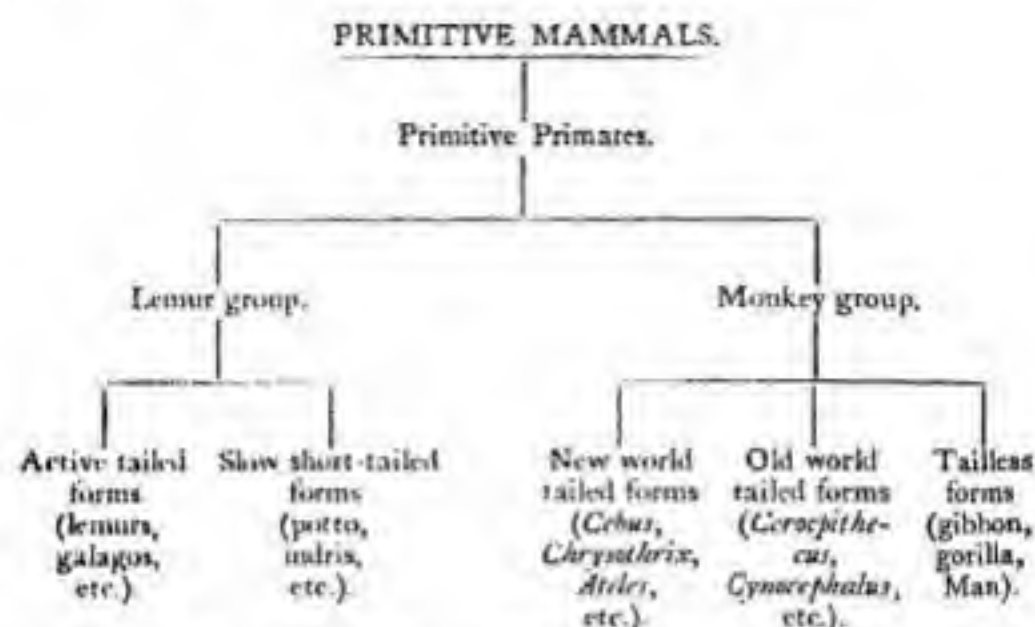 PRIMITIVE MAMMALS.
Primitive Primates.
Lemur group.
Monkey group.
Active tailed
forms
(lemurs,
galagos,
etc.)
Slow short-tailed
forms
(potto,
indris,
etc.).
New world
tailed forms
(Cebus,
Chrysothrix,
Ateles,
etc.).
Old world
tailed forms
(Cercopithe-
cus,
Cynocephalus,
etc.).
Tailless
forms
(gibbon,
gorilla,
Man).